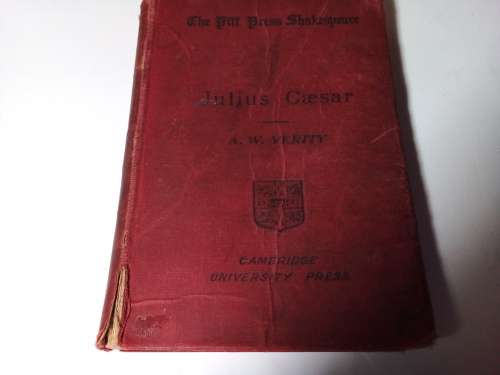 The Pitt Press Shakespeare
Julius Cæsar
A. W. VERITY
CAMBRIDGE
UNIVERSITY PRESS